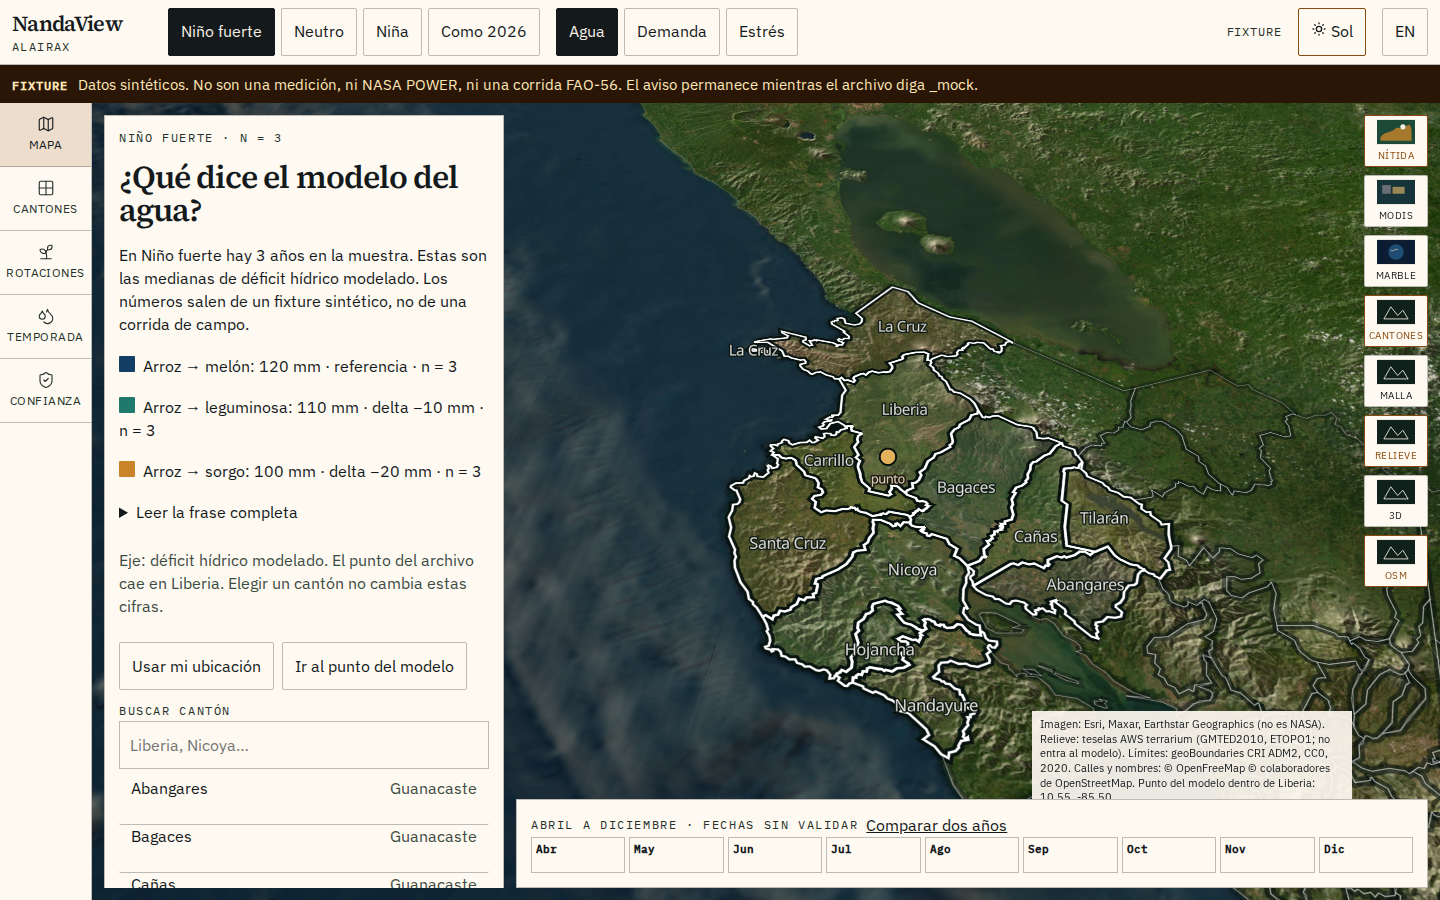 NandaView
ALAIRAX
Niño fuerte
Neutro
Niña
Como 2026
Agua
Demanda
Estrés
FIXTURE
Sol
EN
FIXTURE Datos sintéticos. No son una medición, ni NASA POWER, ni una corrida FAO-56. El aviso permanece mientras el archivo diga _mock.
MAPA
CANTONES
ROTACIONES
TEMPORADA
CONFIANZA
NIÑO FUERTE · N = 3
¿Qué dice el modelo del
agua?
En Niño fuerte hay 3 años en la muestra. Estas son
las medianas de déficit hídrico modelado. Los
números salen de un fixture sintético, no de una
corrida de campo.
Arroz → melón: 120 mm · referencia · n = 3
Arroz → leguminosa: 110 mm · delta −10 mm ·
n = 3
Arroz → sorgo: 100 mm · delta −20 mm · n = 3
Leer la frase completa
Eje: déficit hídrico modelado. El punto del archivo
cae en Liberia. Elegir un cantón no cambia estas
cifras.
Usar mi ubicación
Ir al punto del modelo
BUSCAR CANTÓN
Liberia, Nicoya...
Abangares Guanacaste
Bagaces Guanacaste
Cañas Guanacaste
La Cruz
La Cruz
Liberia
Carrillo
punto
Bagaces
Tilarán
Cañas
Santa Cruz
Nicoya
Abangares
Hojancha
Nandayure
NÍTIDA
MODIS
MARBLE
CANTONES
MALLA
RELIEVE
3D
OSM
Imagen: Esri, Maxar, Earthstar Geographics (no es NASA).
Relieve: teselas AWS terrarium (GMTED2010, ETOPO1; no
entra al modelo). Límites: geoBoundaries CRI ADM2, CC0,
2020. Calles y nombres: © OpenFreeMap © colaboradores
de OpenStreetMap. Punto del modelo dentro de Liberia:
10.55, -85.50
ABRIL A DICIEMBRE · FECHAS SIN VALIDAR Comparar dos años
Abr
May
Jun
Jul
Ago
Sep
Oct
Nov
Dic